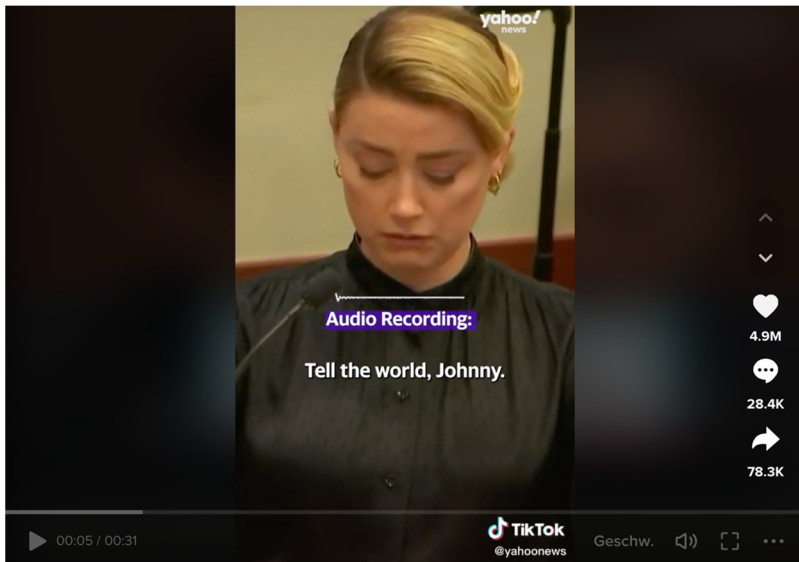 yahoo!
news
Audio Recording:
Tell the world, Johnny.
4.9M
28.4K
78.3K
00:05 / 00:31
TikTok
@yahoonews
Geschw.